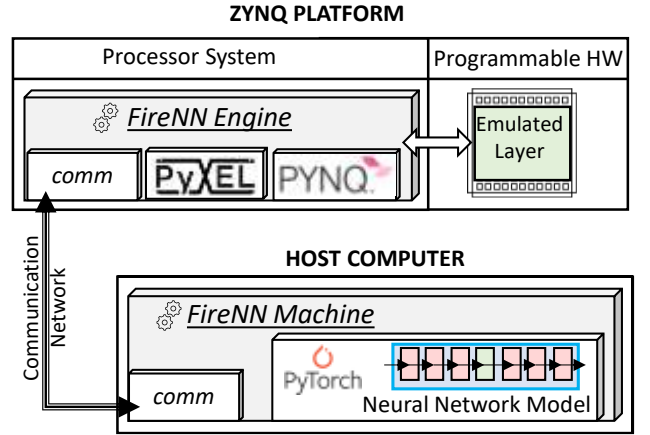 ZYNQ PLATFORM
Processor System
Programmable HW
FireNN Engine
comm
PyXEL
PYNQ
Emulated
Layer
Communication
Network
HOST COMPUTER
FireNN Machine
comm
PyTorch
Neural Network Model